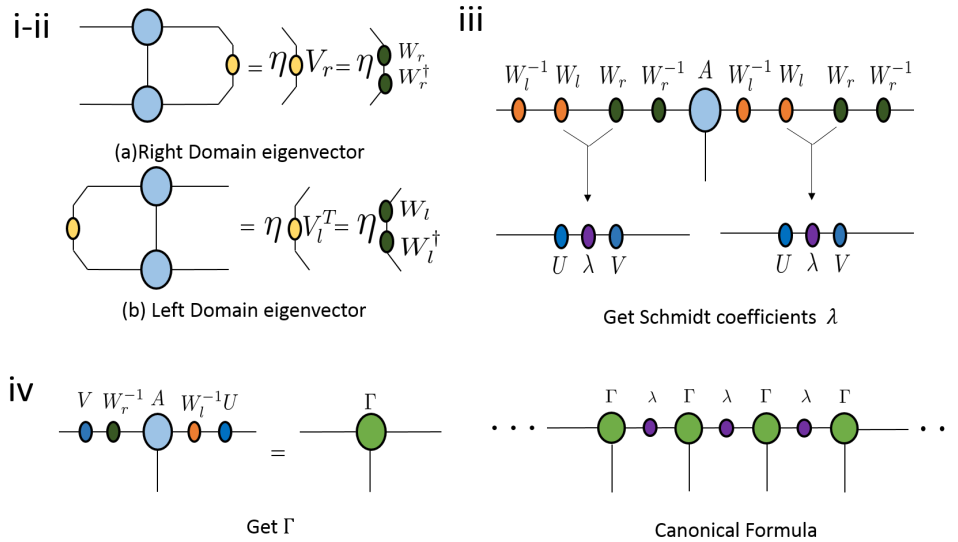 i-ii
= η V_r = η W_r W_r^†
(a)Right Domain eigenvector
= η V_l^T = η W_l W_l^†
(b) Left Domain eigenvector
iii
W_l^{-1} W_l W_r W_r^{-1} A W_l^{-1} W_l W_r W_r^{-1}
U λ V U λ V
Get Schmidt coefficients λ
iv
V W_r^{-1} A W_l^{-1} U = Γ
Get Γ
Γ λ Γ λ Γ λ Γ
· · · · ·
Canonical Formula